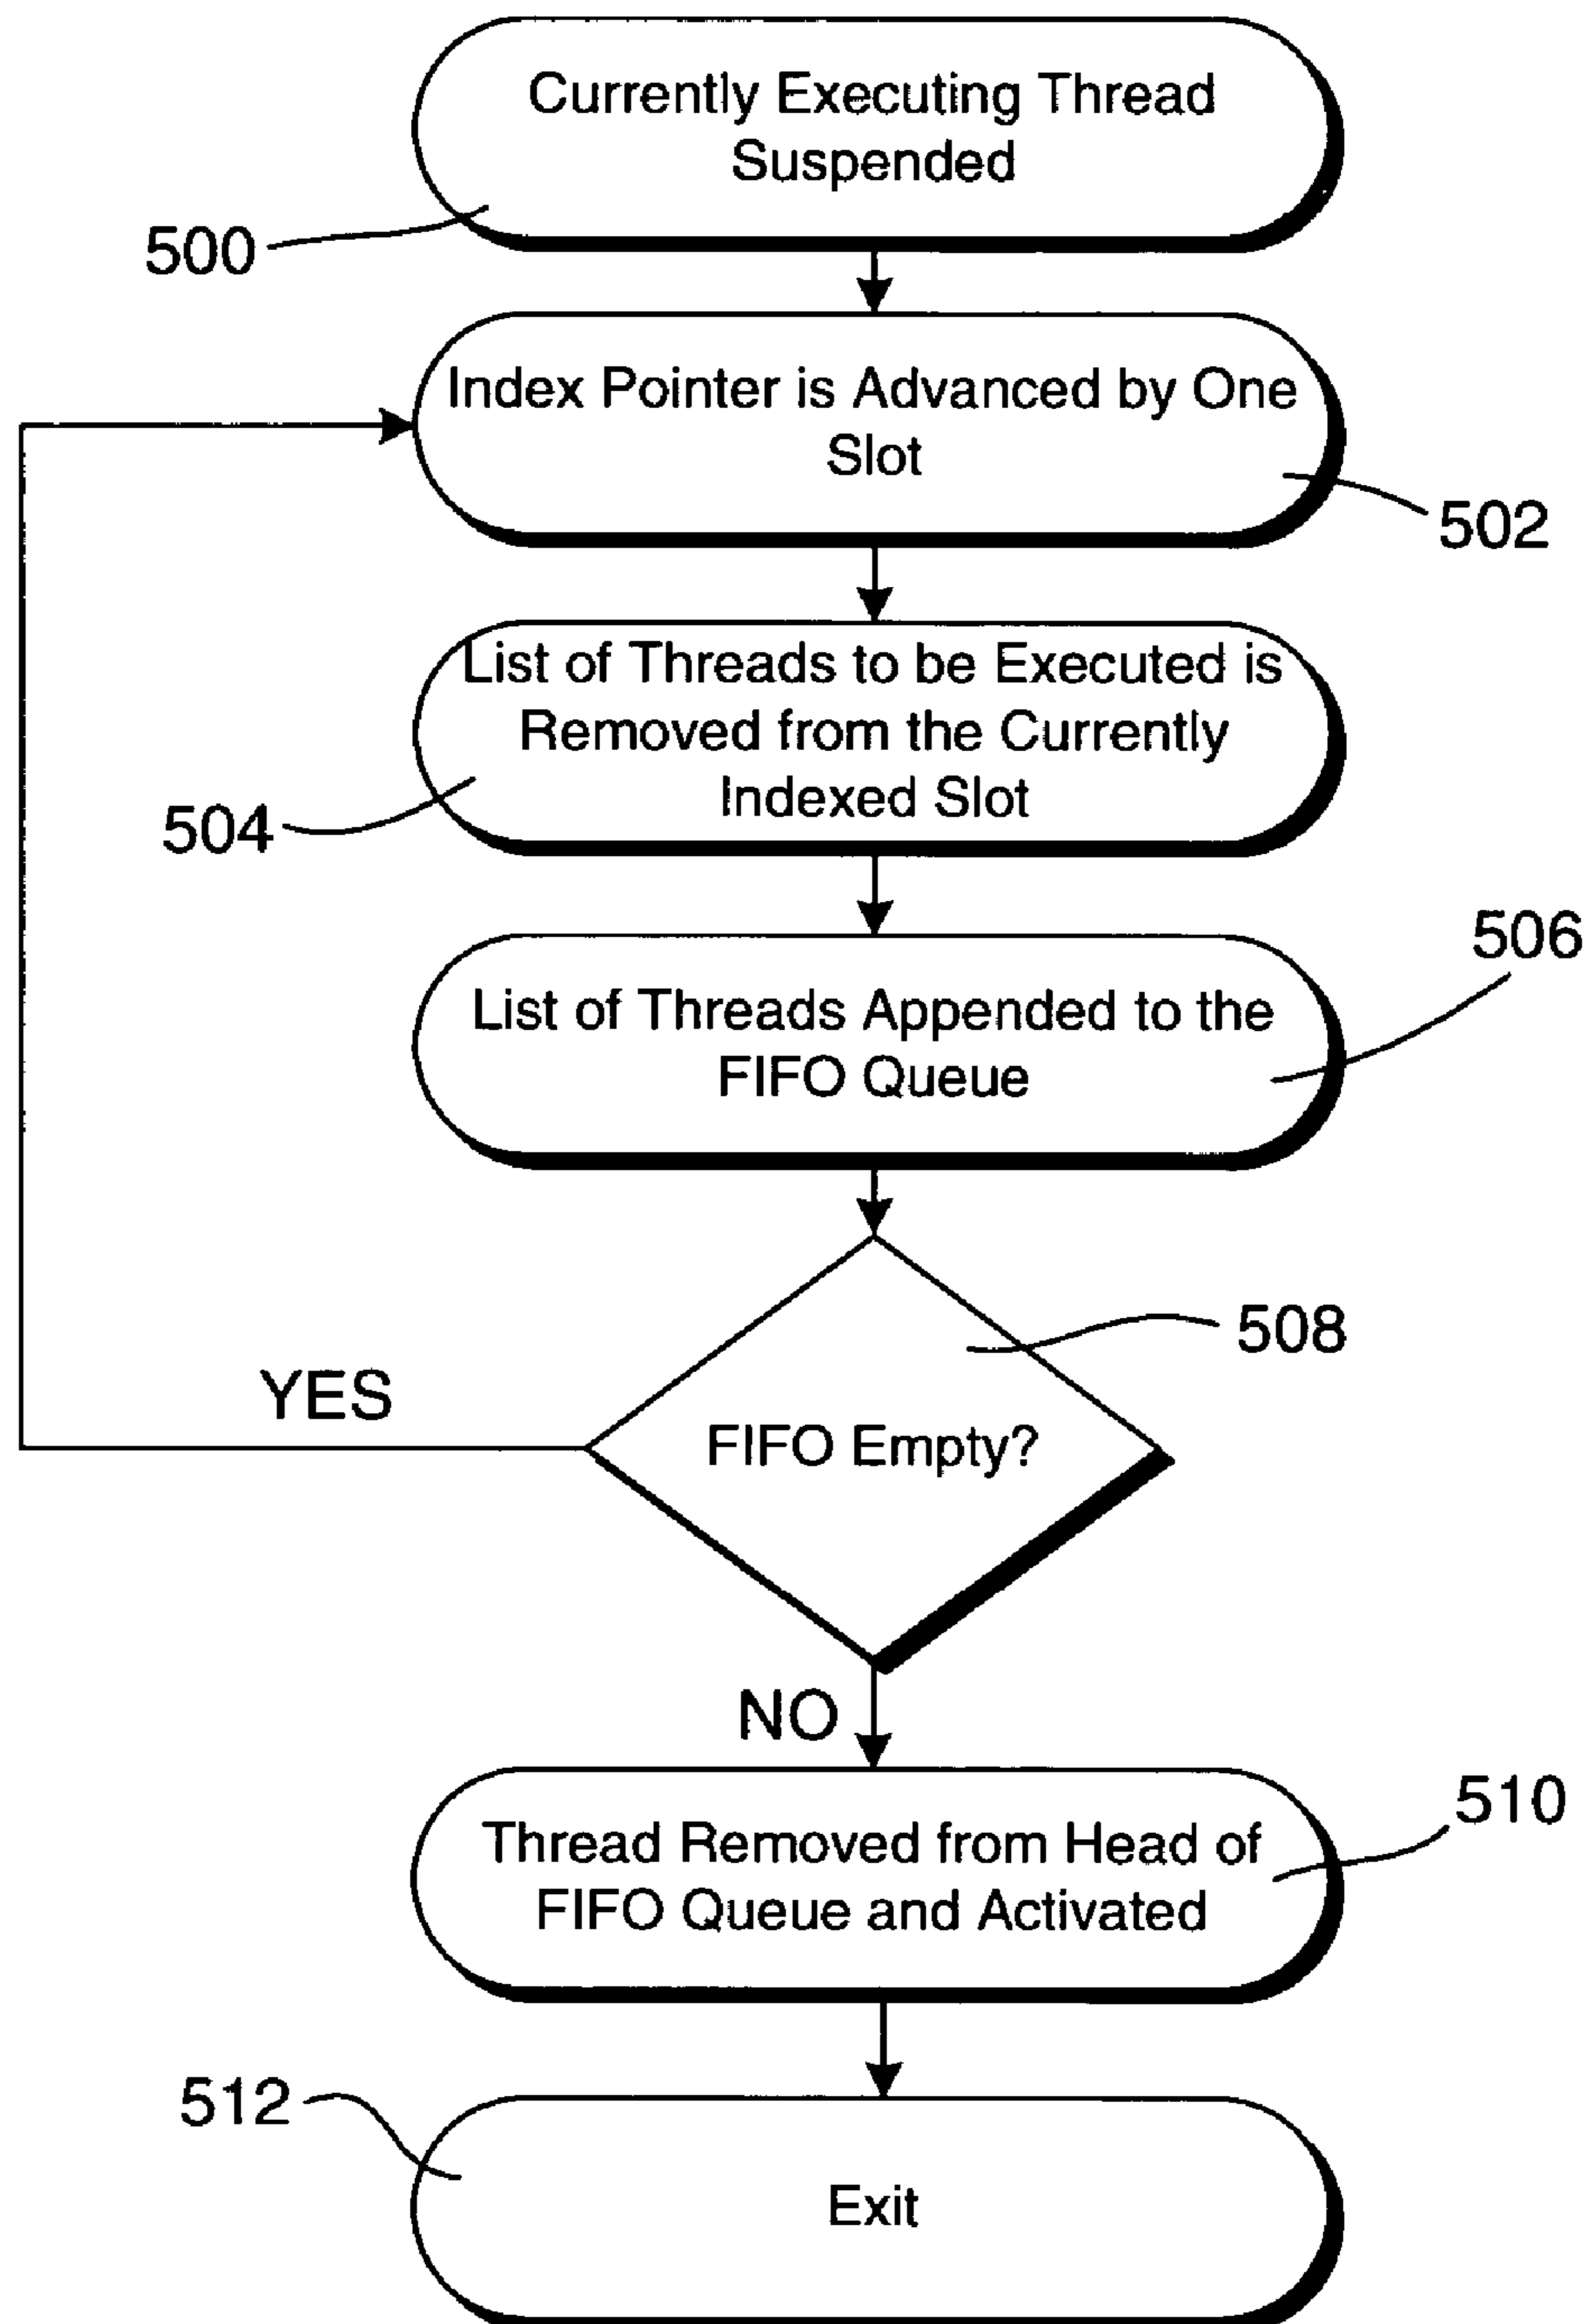 Currently Executing Thread
Suspended
500
Index Pointer is Advanced by One
Slot
502
List of Threads to be Executed is
Removed from the Currently
Indexed Slot
504
506
List of Threads Appended to the
FIFO Queue
508
YES
FIFO Empty?
NO
510
Thread Removed from Head of
FIFO Queue and Activated
512
Exit